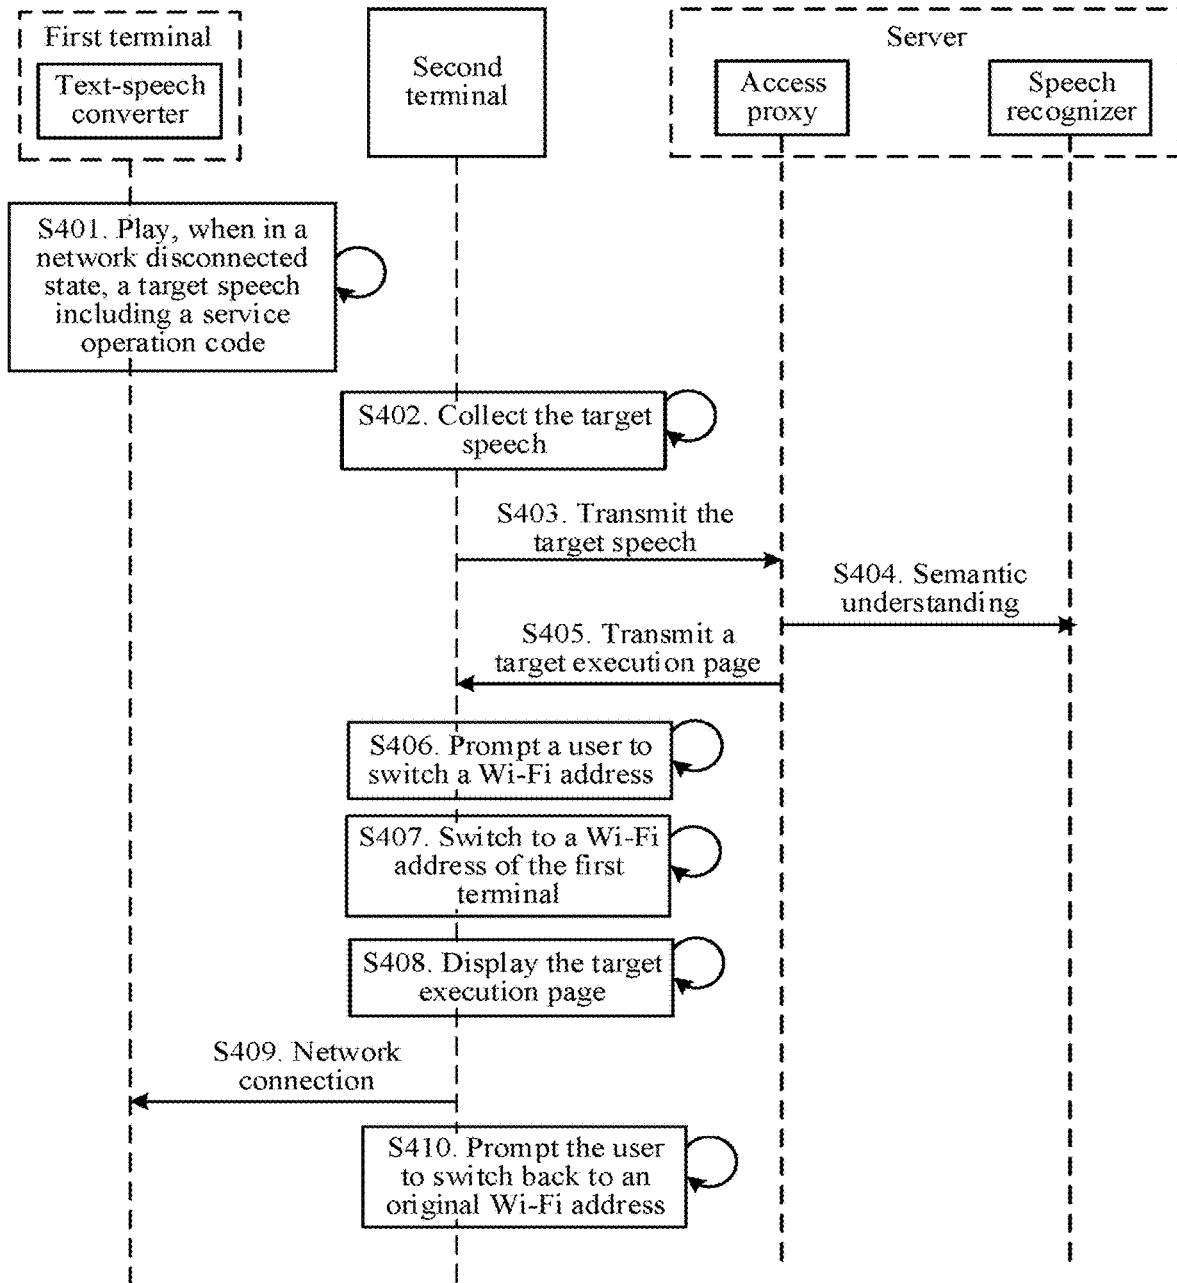 First terminal
Text-speech
converter
Second
terminal
Server
Access
proxy
Speech
recognizer
S401. Play, when in a
network disconnected
state, a target speech
including a service
operation code
S402. Collect the target
speech
S403. Transmit the
target speech
S404. Semantic
understanding
S405. Transmit a
target execution page
S406. Prompt a user to
switch a Wi-Fi address
S407. Switch to a Wi-Fi
address of the first
terminal
S408. Display the target
execution page
S409. Network
connection
S410. Prompt the user
to switch back to an
original Wi-Fi address